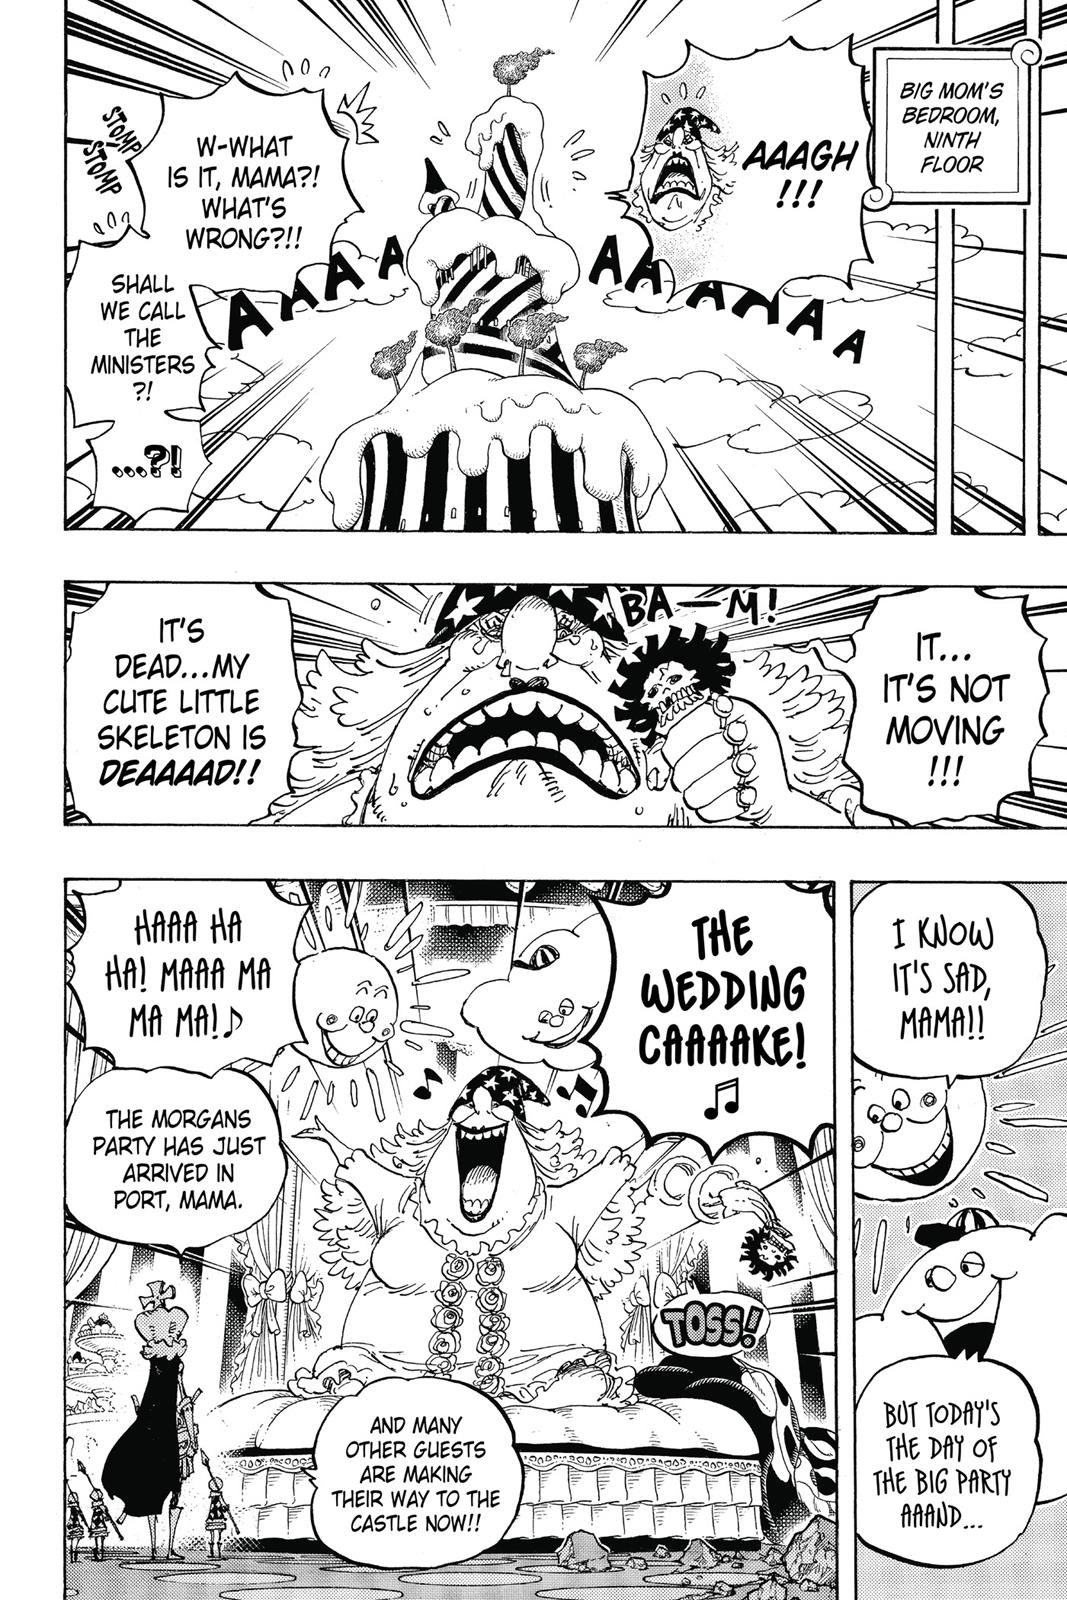 BIG MOM'S
BEDROOM,
NINTH
FLOOR
AAAGH
!!!
AAAA
AAAAAAA
W-WHAT
IS IT, MAMA?!
WHAT'S
WRONG?!!
STOMP
STOMP
SHALL
WE CALL
THE
MINISTERS
?!
...?!
IT...
IT'S NOT
MOVING
!!!
BA—M!
IT'S
DEAD...MY
CUTE LITTLE
SKELETON IS
DEAAAAD!!
I KNOW
IT'S SAD,
MAMA!!
BUT TODAY'S
THE DAY OF
THE BIG PARTY
AAAND...
THE
WEDDING
CAAAAKE!
♫
HAAA HA
HA! MAAA MA
MA MA!♪
TOSS!
THE MORGANS
PARTY HAS JUST
ARRIVED IN
PORT, MAMA.
AND MANY
OTHER GUESTS
ARE MAKING
THEIR WAY TO THE
CASTLE NOW!!